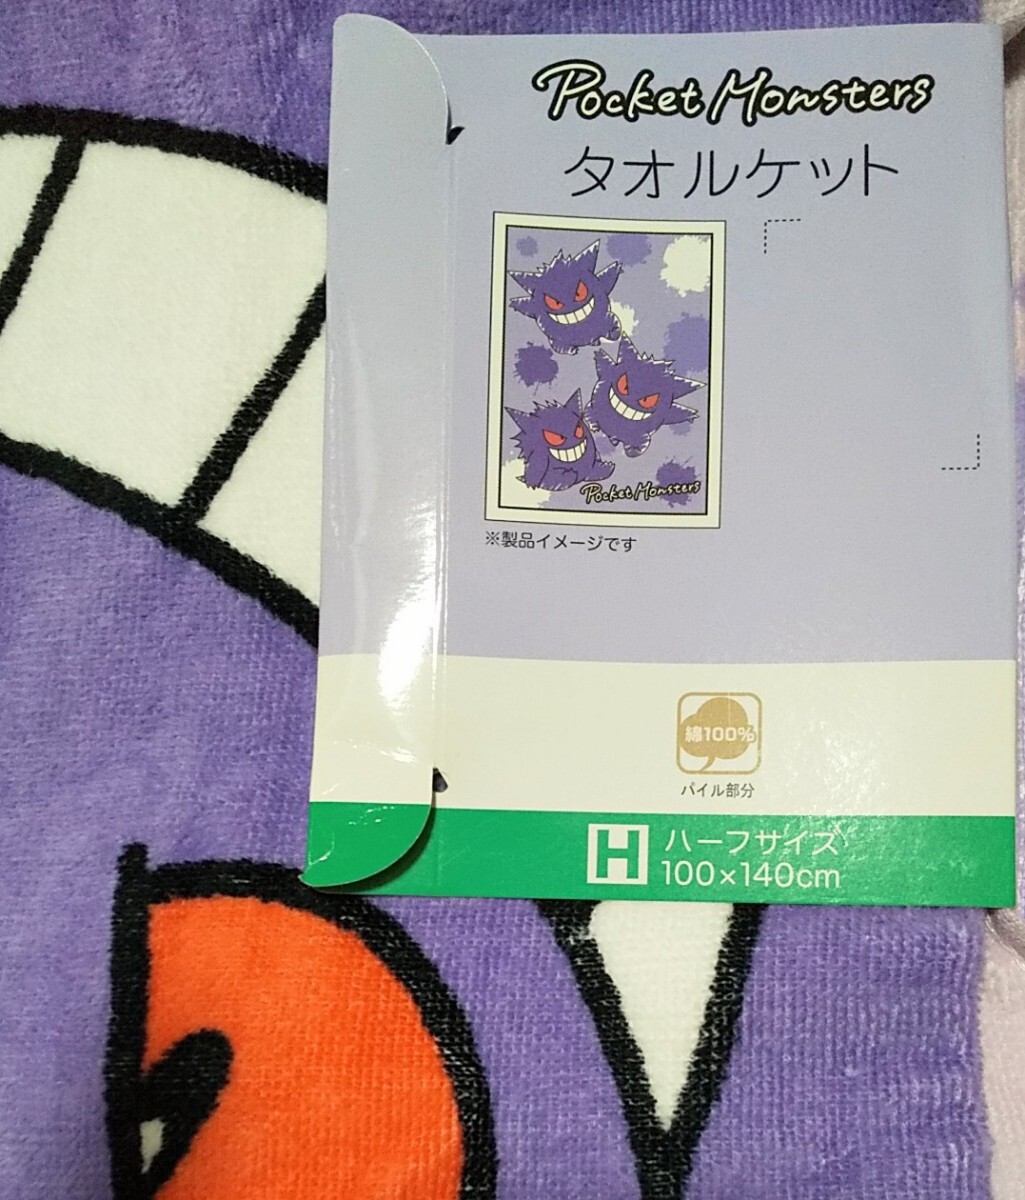 Pocket Monsters
タオルケット
Pocket Monsters
※製品イメージです
綿100%
パイル部分
H ハーフサイズ
100×140cm